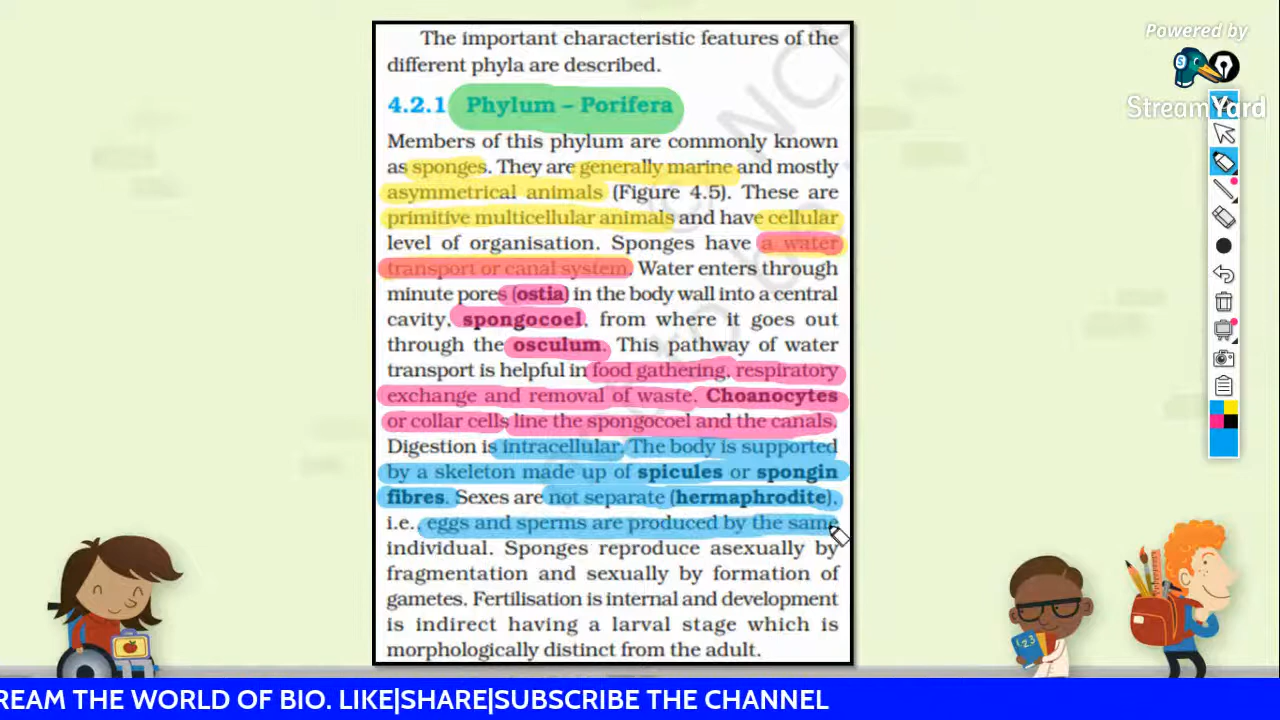 The important characteristic features of the
different phyla are described.
4.2.1 Phylum – Porifera
Members of this phylum are commonly known
as sponges. They are generally marine and mostly
asymmetrical animals (Figure 4.5). These are
primitive multicellular animals and have cellular
level of organisation. Sponges have a water
transport or canal system. Water enters through
minute pores (ostia) in the body wall into a central
cavity, spongocoel, from where it goes out
through the osculum. This pathway of water
transport is helpful in food gathering, respiratory
exchange and removal of waste. Choanocytes
or collar cells line the spongocoel and the canals.
Digestion is intracellular. The body is supported
by a skeleton made up of spicules or spongin
fibres. Sexes are not separate (hermaphrodite),
i.e., eggs and sperms are produced by the same
individual. Sponges reproduce asexually by
fragmentation and sexually by formation of
gametes. Fertilisation is internal and development
is indirect having a larval stage which is
morphologically distinct from the adult.
Powered by
StreamYard
REAM THE WORLD OF BIO. LIKE|SHARE|SUBSCRIBE THE CHANNEL